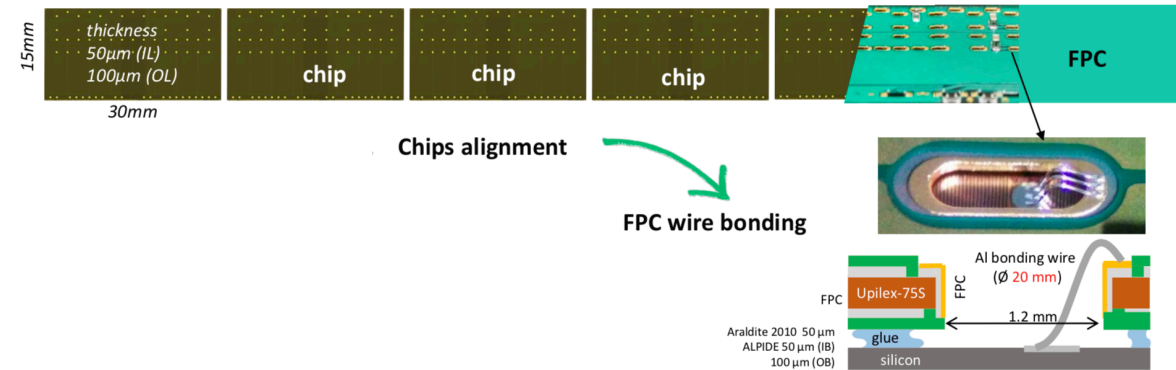 15mm
thickness
50µm (IL)
100µm (OL)
30mm
chip
chip
chip
FPC
Chips alignment
FPC wire bonding
Al bonding wire
(Ø 20 mm)
FPC
Upilex-75S
FPC
1.2 mm
glue
Araldite 2010 50 µm
ALPIDE 50 µm (IB)
100 µm (OB)
silicon